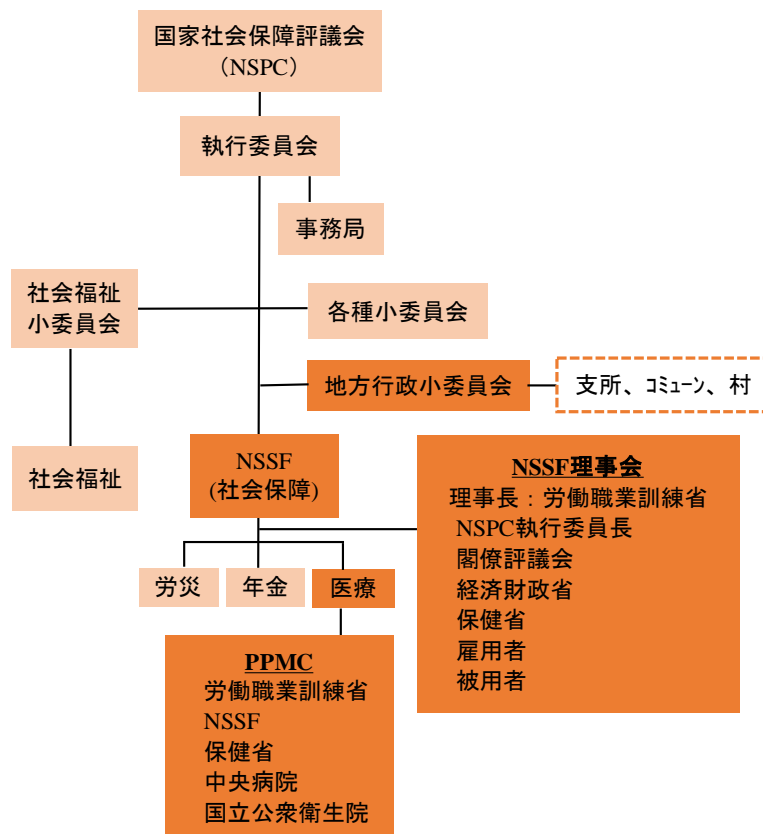 国家社会保障評議会
（NSPC）
執行委員会
事務局
社会福祉
小委員会
各種小委員会
地方行政小委員会
支所、ｺﾐｭｰﾝ、村
社会福祉
NSSF
(社会保障)
NSSF理事会
理事長：労働職業訓練省
NSPC執行委員長
閣僚評議会
経済財政省
保健省
雇用者
被用者
労災
年金
医療
PPMC
労働職業訓練省
NSSF
保健省
中央病院
国立公衆衛生院